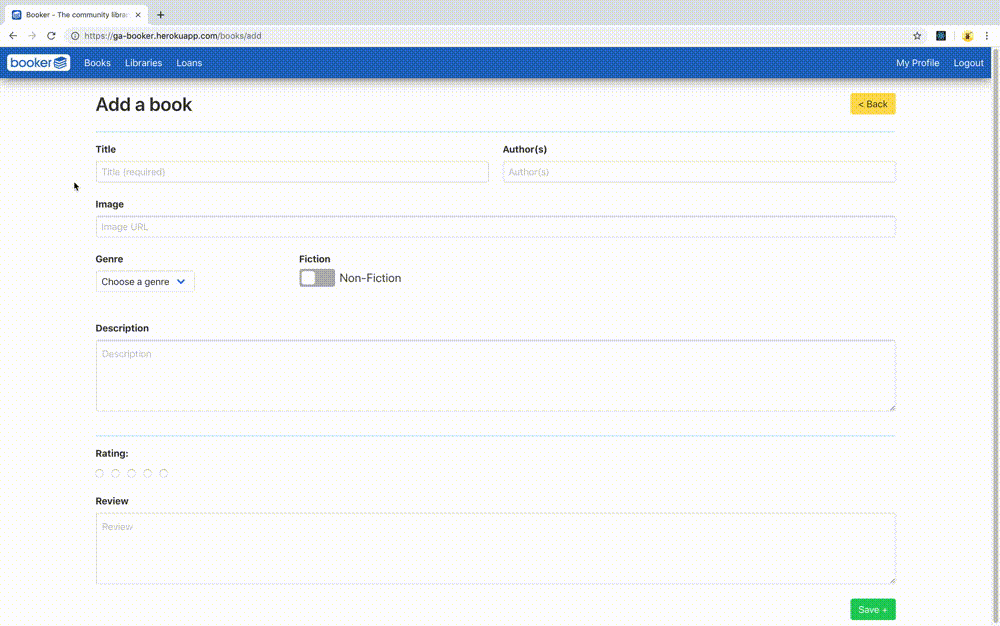 Booker - The community librar
https://ga-booker.herokuapp.com/books/add
booker Books Libraries Loans My Profile Logout
Add a book < Back
Title Author(s)
Title (required) Author(s)
Image
Image URL
Genre Fiction
Choose a genre Non-Fiction
Description
Description
Rating:
Review
Review
Save +